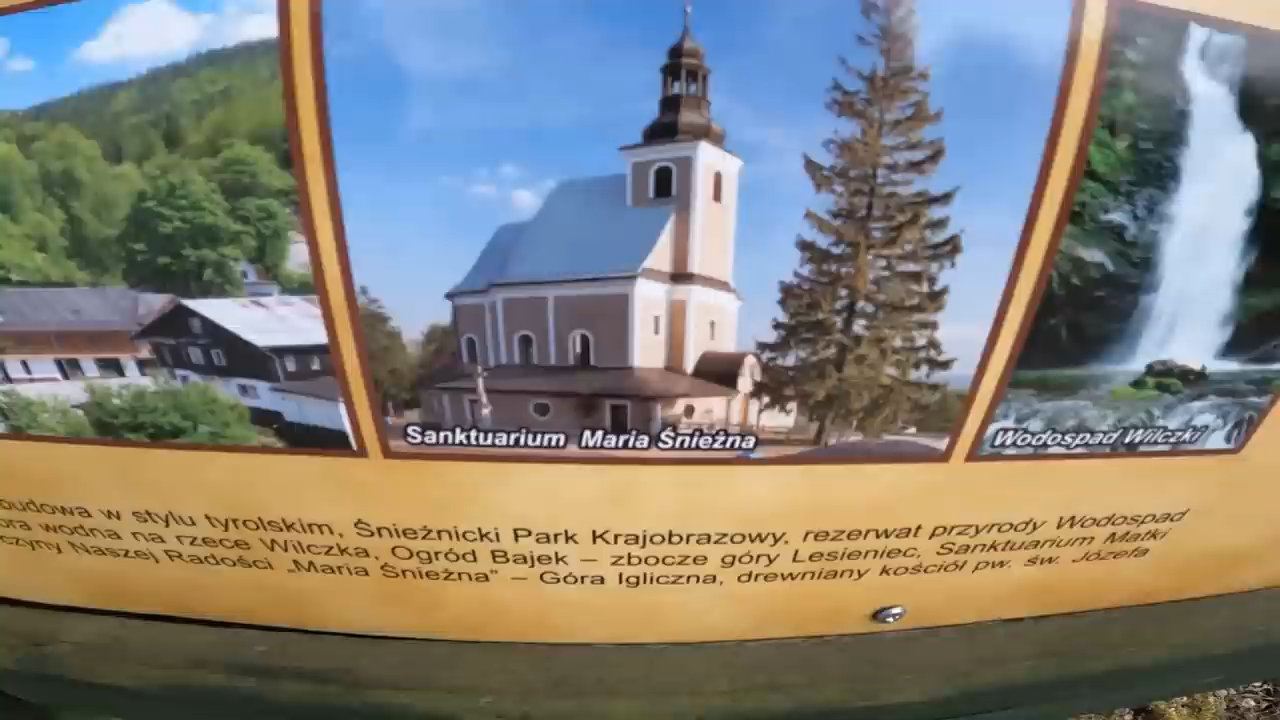 Sanktuarium Maria Śnieżna
Wodospad Wilczki
budowa w stylu tyrolskim, Śnieżnicki Park Krajobrazowy, rezerwat przyrody Wodospad
ora wodna na rzece Wilczka, Ogród Bajek – zbocze góry Lesieniec, Sanktuarium Matki
czyny Naszej Radości „Maria Śnieżna” – Góra Igliczna, drewniany kościół pw. św. Józefa